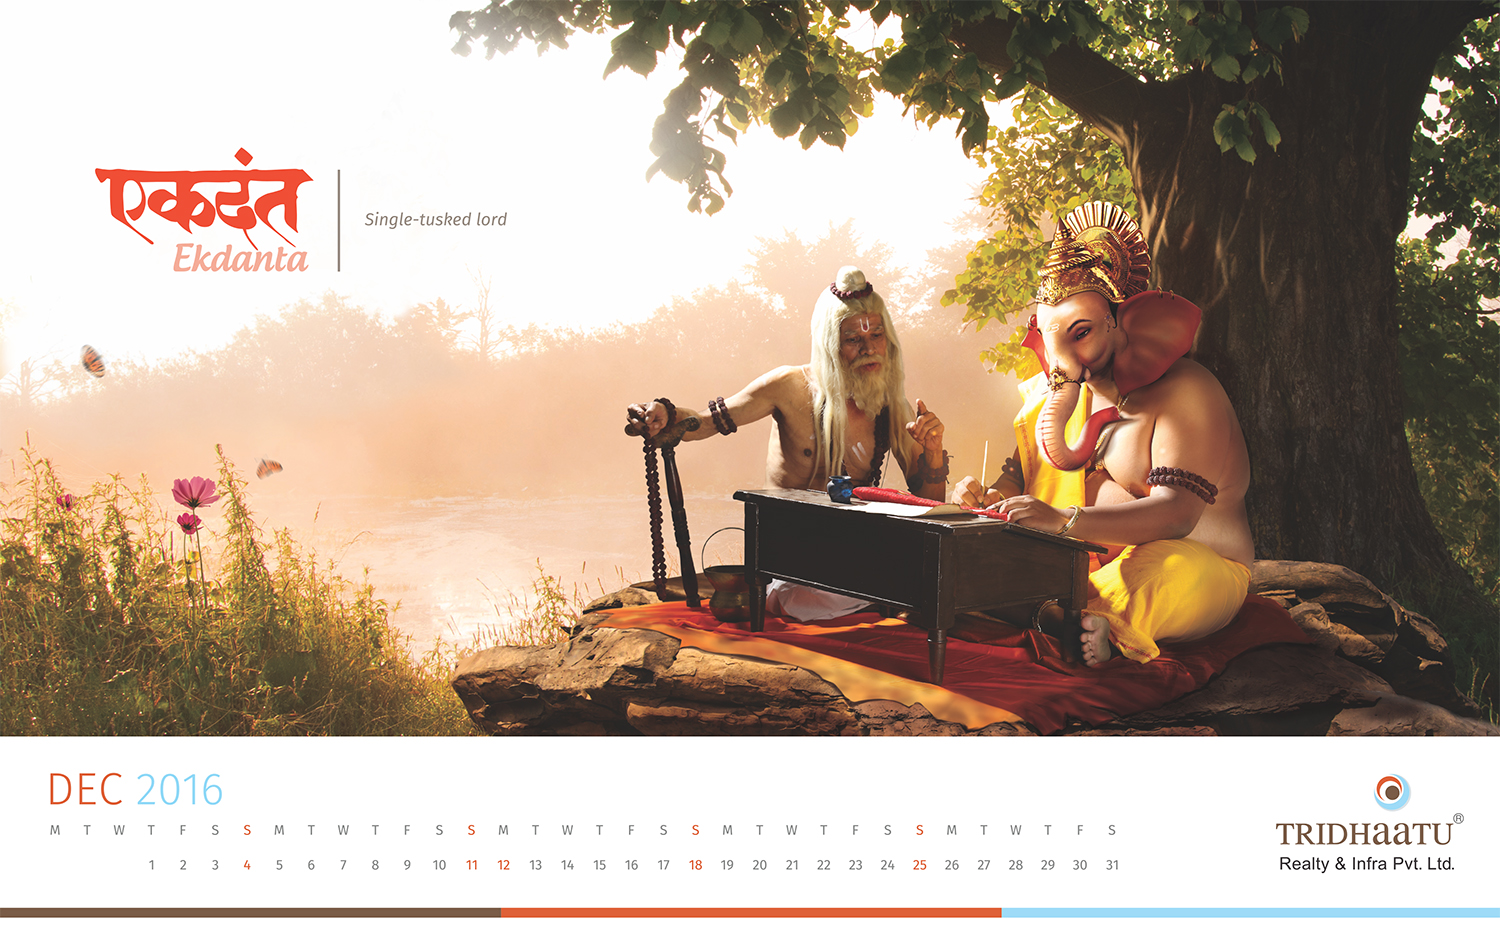 एकदंत
Ekdanta
Single-tusked lord
DEC 2016
M T W T F S S M T W T F S S M T W T F S S M T W T F S S M T W T F S
1 2 3 4 5 6 7 8 9 10 11 12 13 14 15 16 17 18 19 20 21 22 23 24 25 26 27 28 29 30 31
TRIDHaaTU®
Realty & Infra Pvt. Ltd.